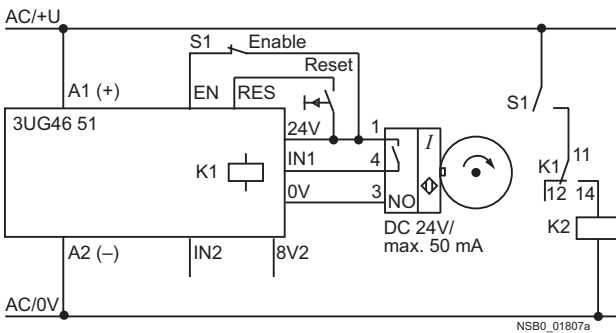 AC/+U
S1 Enable
Reset
A1 (+)
EN RES
S1
3UG46 51
24V 1 I
IN1 4
K1
11
K1
12 14
0V 3 NO
K2
DC 24V/
max. 50 mA
A2 (–) IN2 8V2
AC/0V
NSB0_01807a